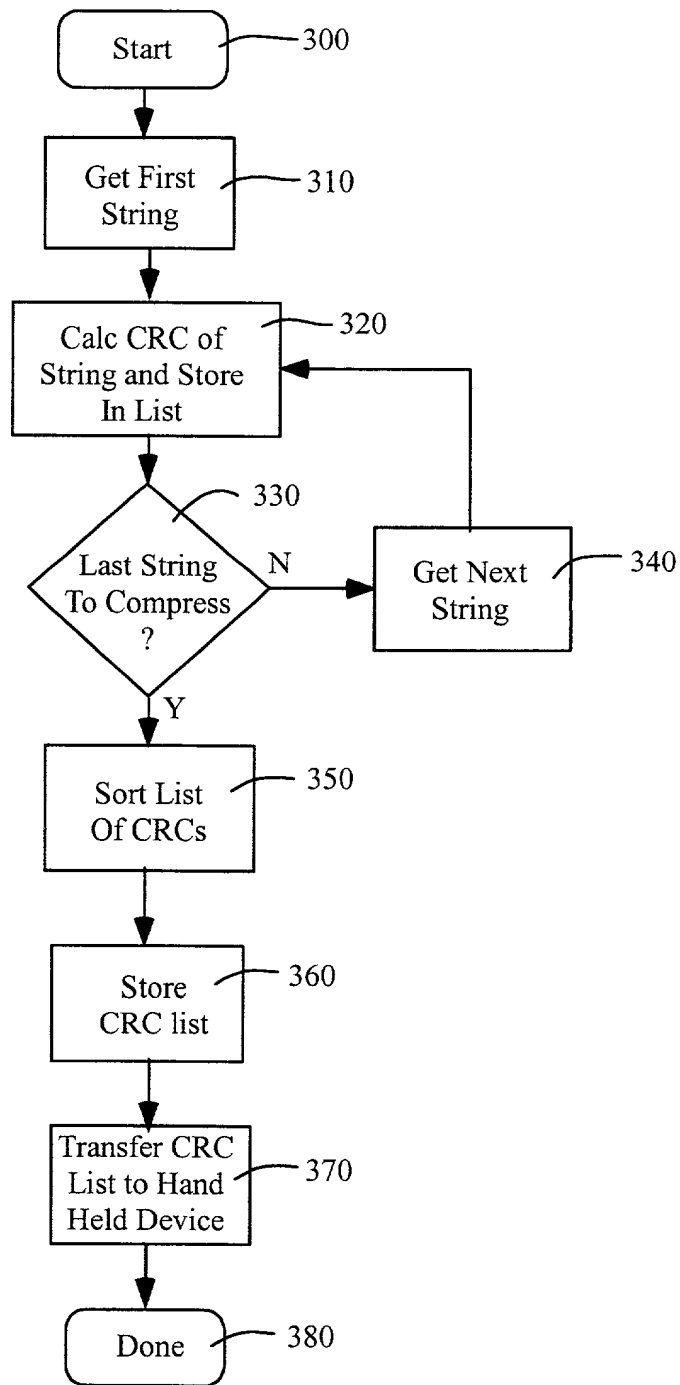 Start
300
Get First
String
310
Calc CRC of
String and Store
In List
320
330
Last String
To Compress
?
N
Get Next
String
340
Y
Sort List
Of CRCs
350
Store
CRC list
360
Transfer CRC
List to Hand
Held Device
370
Done
380